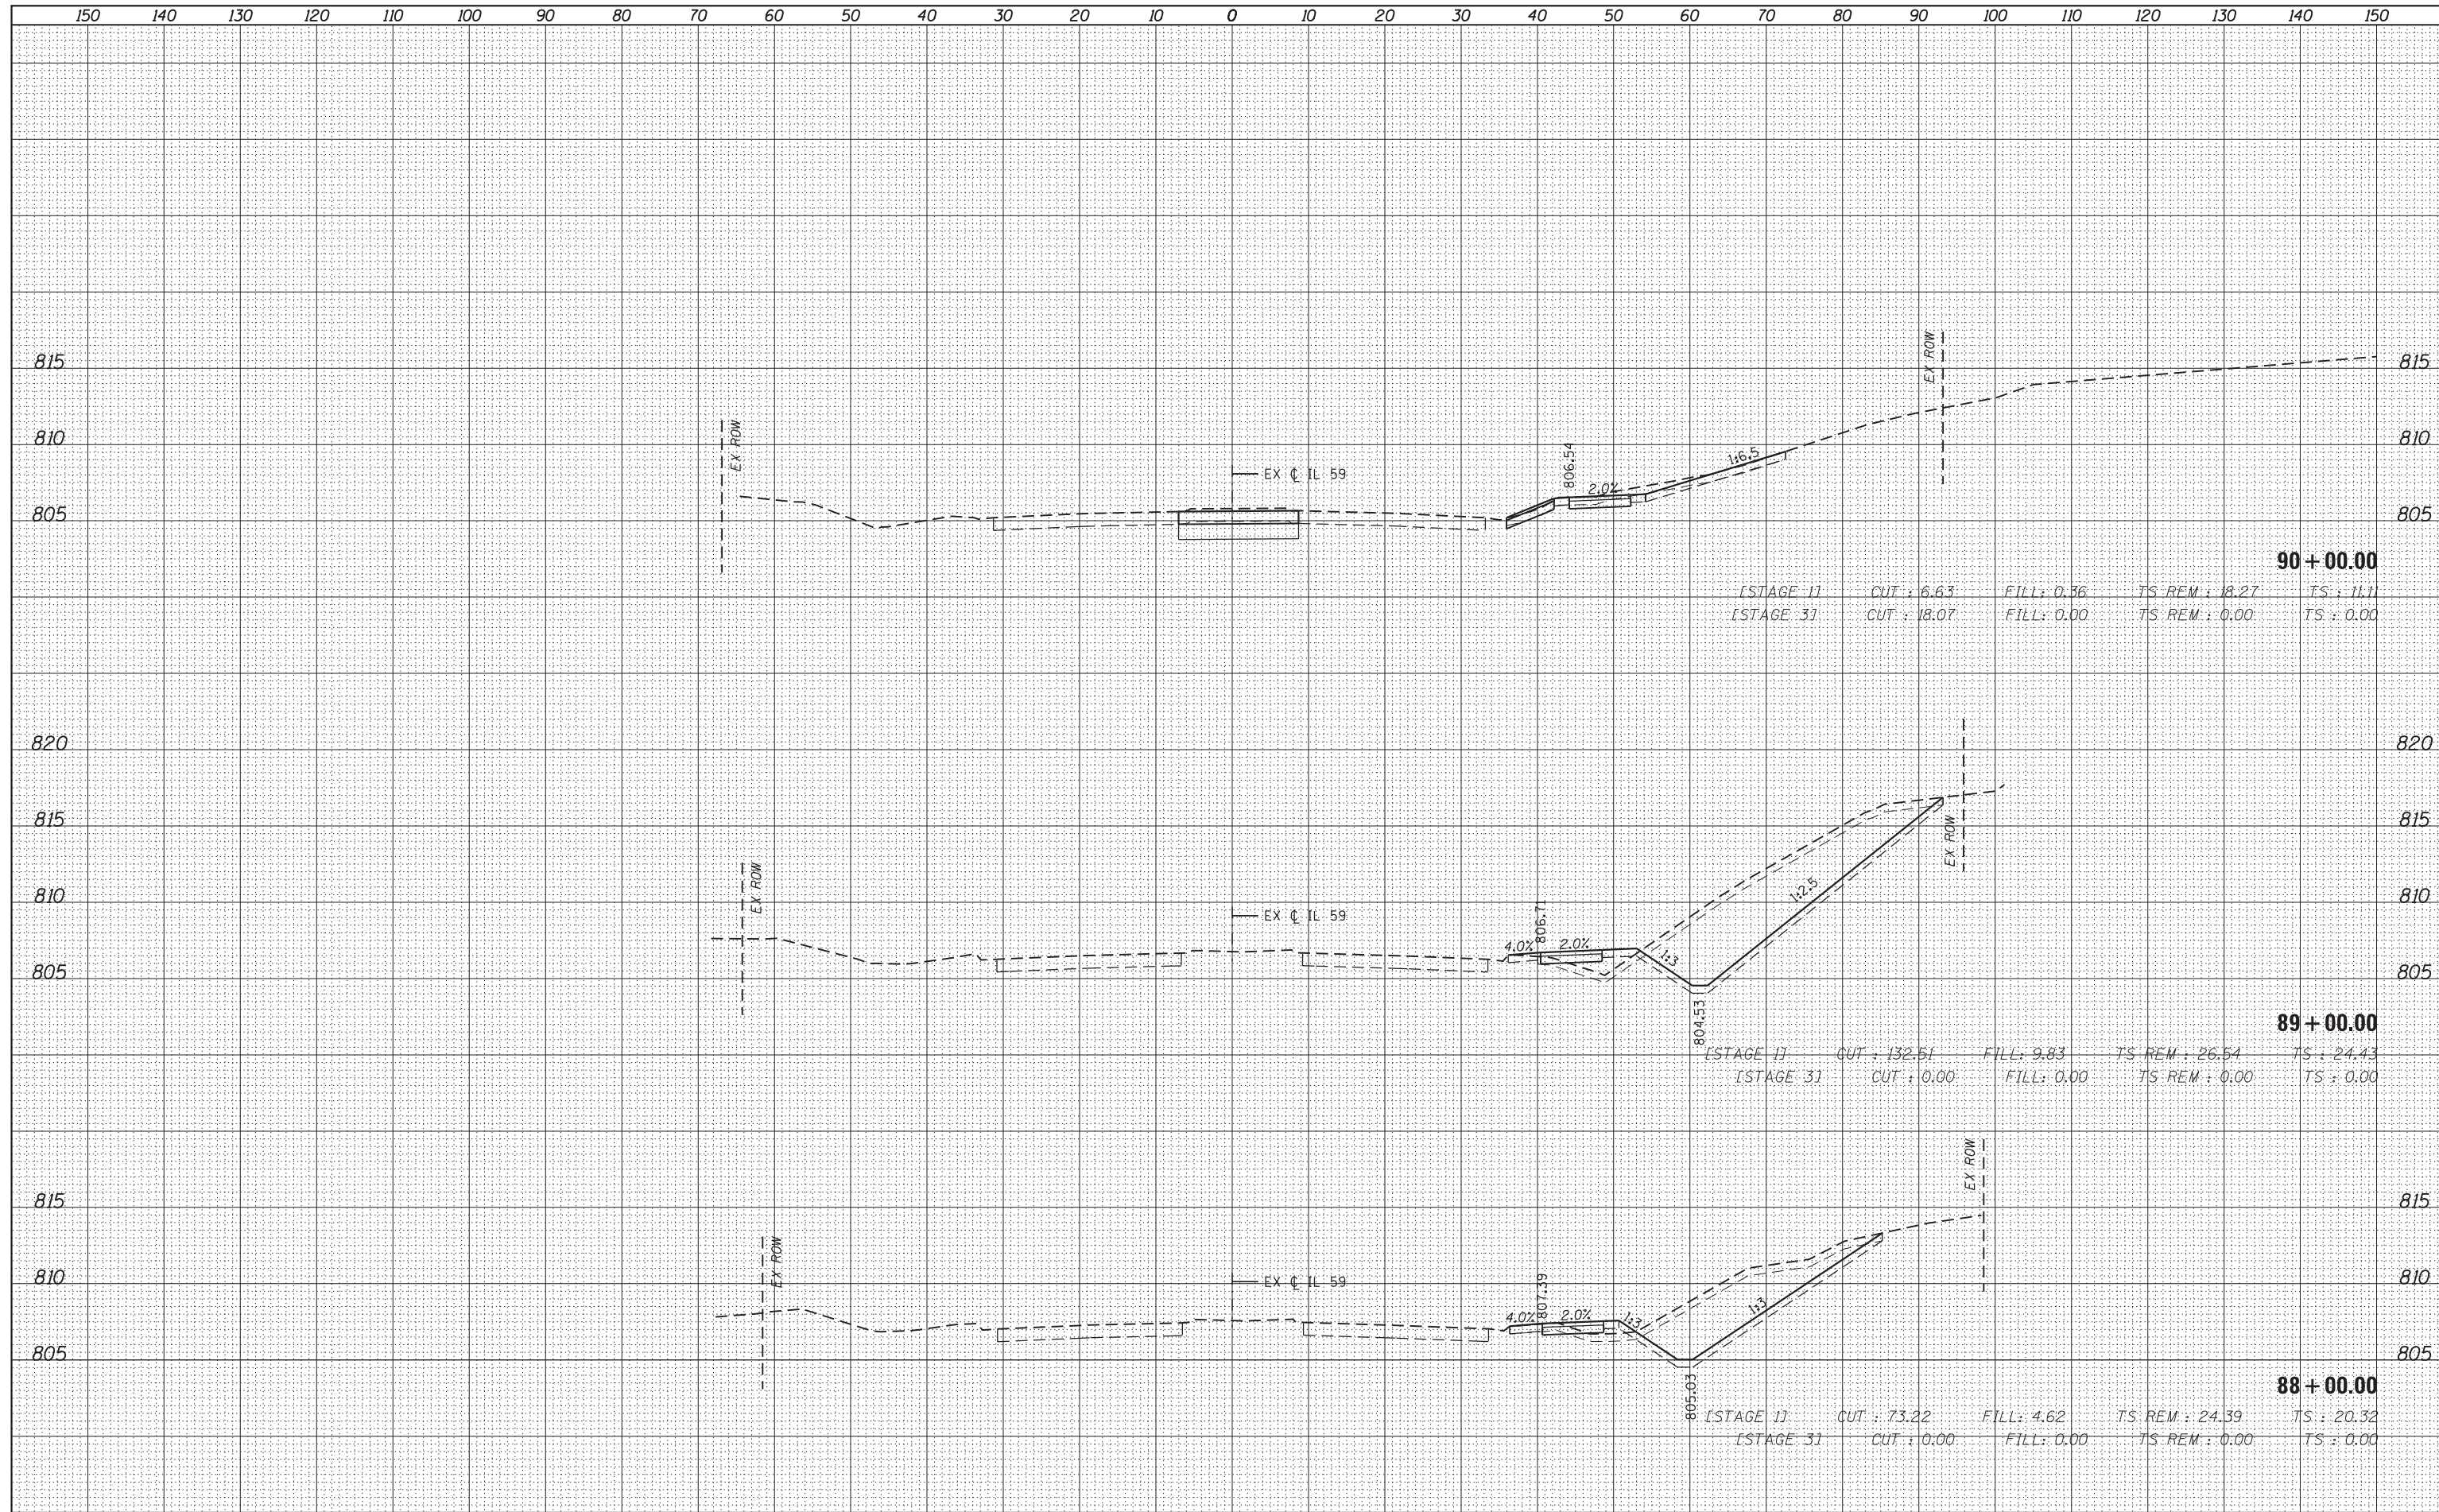 150 140 130 120 110 100 90 80 70 60 50 40 30 20 10 0 10 20 30 40 50 60 70 80 90 100 110 120 130 140 150
EX ROW
815 815
EX ROW
810 810
806.54
1:6.5
EX ℄ IL 59
2.0%
805 805
90+00.00
[STAGE 1] CUT : 6.63 FILL: 0.36 TS REM : 18.27 TS : 11.11
[STAGE 3] CUT : 18.07 FILL: 0.00 TS REM : 0.00 TS : 0.00
820 820
815 815
EX ROW
EX ROW
1:2.5
810 810
EX ℄ IL 59
806.71
4.0% 2.0%
1:3
805 805
804.53
89+00.00
[STAGE 1] CUT : 132.51 FILL: 9.83 TS REM : 26.54 TS : 24.43
[STAGE 3] CUT : 0.00 FILL: 0.00 TS REM : 0.00 TS : 0.00
EX ROW
815 815
EX ROW
810 810
EX ℄ IL 59
807.39
4.0% 2.0% 1:3
1:3
805 805
805.03
88+00.00
[STAGE 1] CUT : 73.22 FILL: 4.62 TS REM : 24.39 TS : 20.32
[STAGE 3] CUT : 0.00 FILL: 0.00 TS REM : 0.00 TS : 0.00